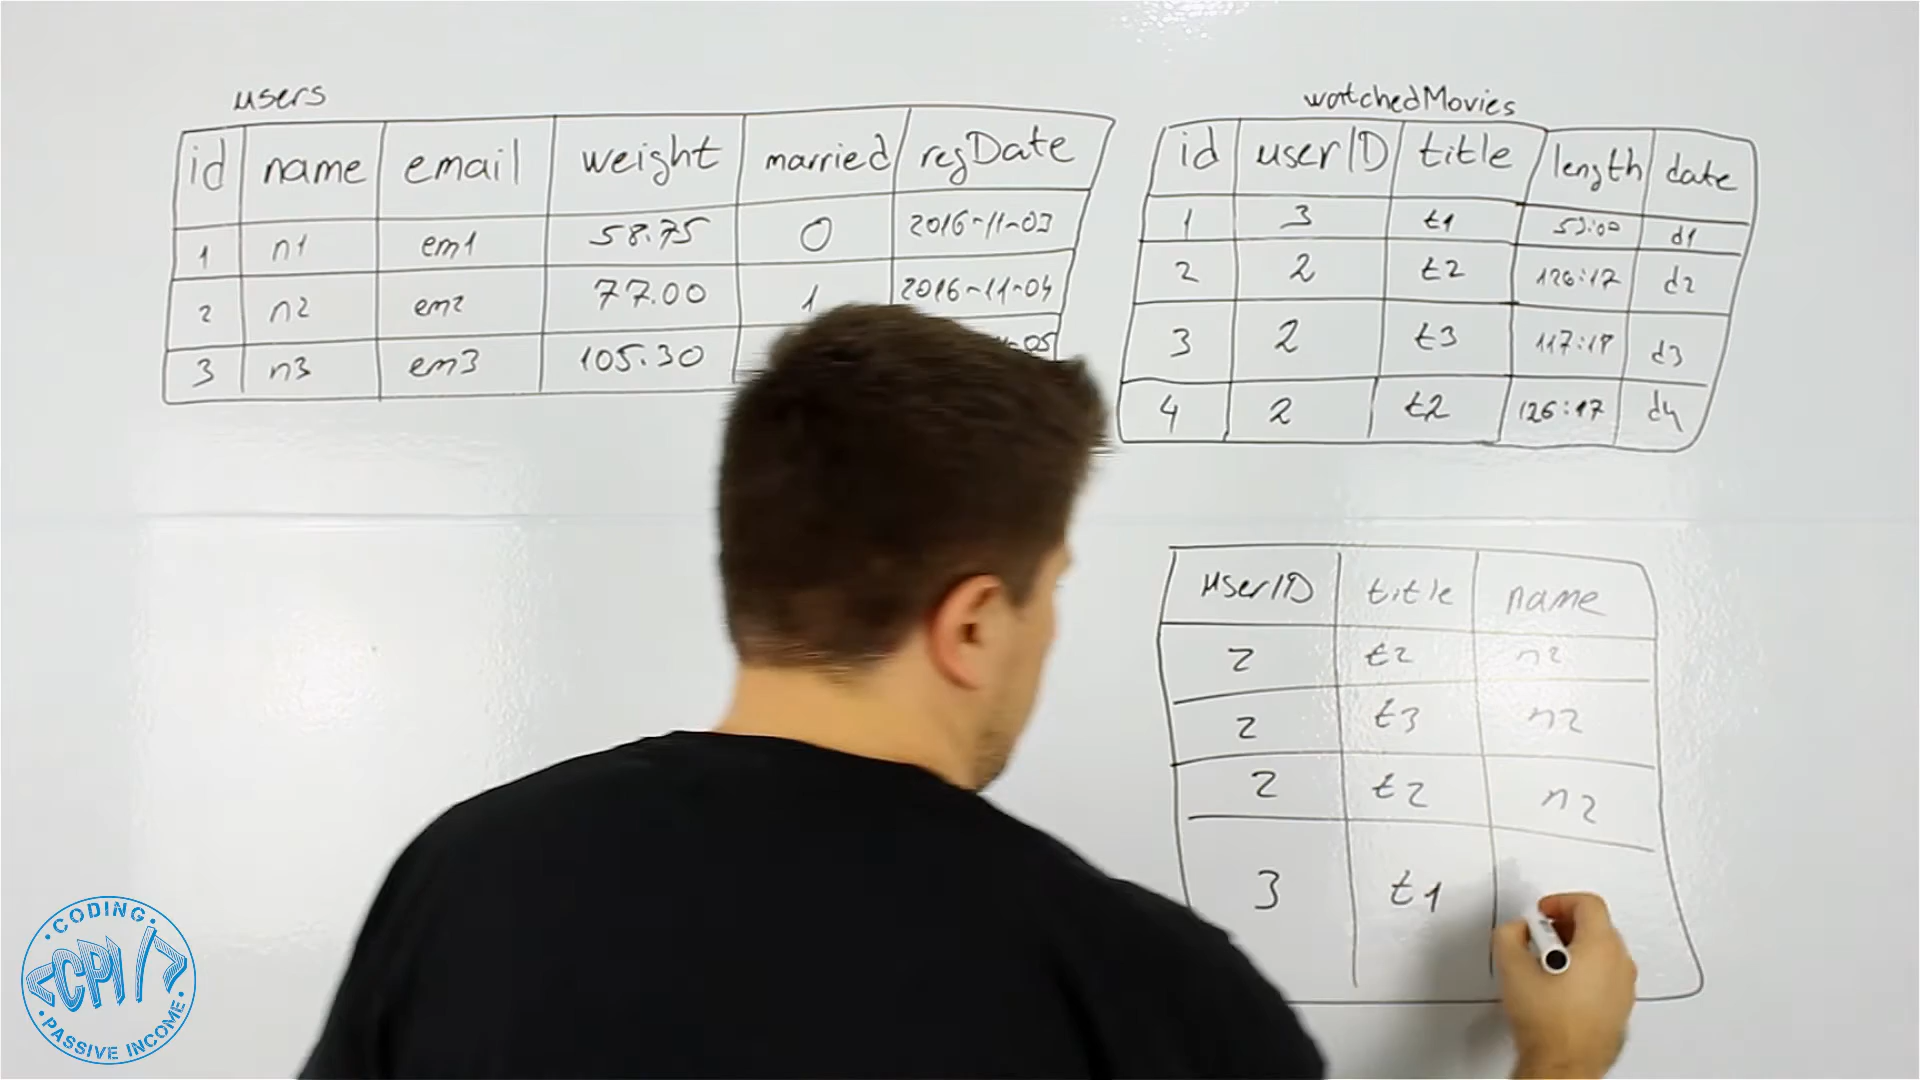 users
id name email weight married regDate
1 n1 em1 58.75 0 2016-11-03
2 n2 em2 77.00 1 2016-11-04
3 n3 em3 105.30 -05
watchedMovies
id userID title length date
1 3 t1 d1
2 2 t2 126:17 d2
3 2 t3 117:18 d3
4 2 t2 126:17 d4
userID title name
2 t2 n2
2 t3 n2
2 t2 n2
3 t1
CODING
<CPI/>
PASSIVE INCOME